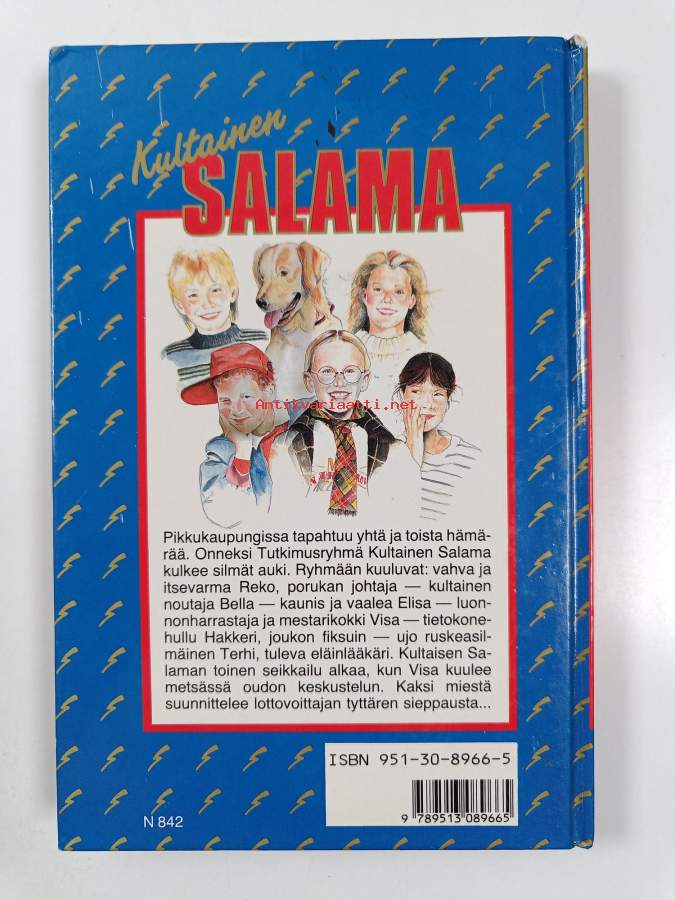 Kultainen
SALAMA
Antikvariaatti.net
Pikkukaupungissa tapahtuu yhtä ja toista hämä-
rää. Onneksi Tutkimusryhmä Kultainen Salama
kulkee silmät auki. Ryhmään kuuluvat: vahva ja
itsevarma Reko, porukan johtaja — kultainen
noutaja Bella — kaunis ja vaalea Elisa — luon-
nonharrastaja ja mestarikokki Visa — tietokone-
hullu Hakkeri, joukon fiksuin — ujo ruskeasil-
mäinen Terhi, tuleva eläinlääkäri. Kultaisen Sa-
laman toinen seikkailu alkaa, kun Visa kuulee
metsässä oudon keskustelun. Kaksi miestä
suunnittelee lottovoittajan tyttären sieppausta...
ISBN 951-30-8966-5
9 789513 089665
N 842